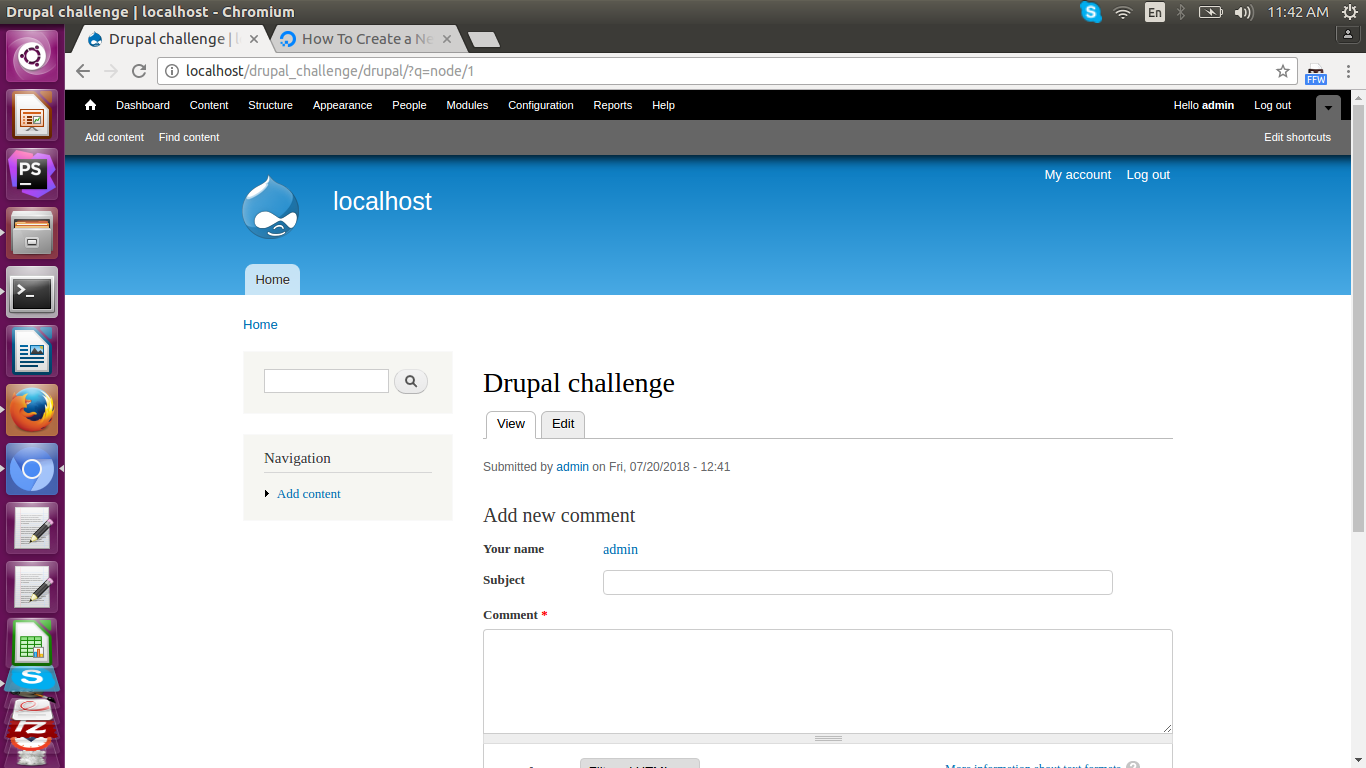 Drupal challenge | localhost - Chromium
En
11:42 AM
Drupal challenge | l
How To Create a Ne
localhost/drupal_challenge/drupal/?q=node/1
FFW
Dashboard Content Structure Appearance People Modules Configuration Reports Help
Hello admin Log out
Add content Find content
Edit shortcuts
My account Log out
localhost
Home
Home
Drupal challenge
View Edit
Navigation
Submitted by admin on Fri, 07/20/2018 - 12:41
Add content
Add new comment
Your name admin
Subject
Comment *
More information about text formats
PS